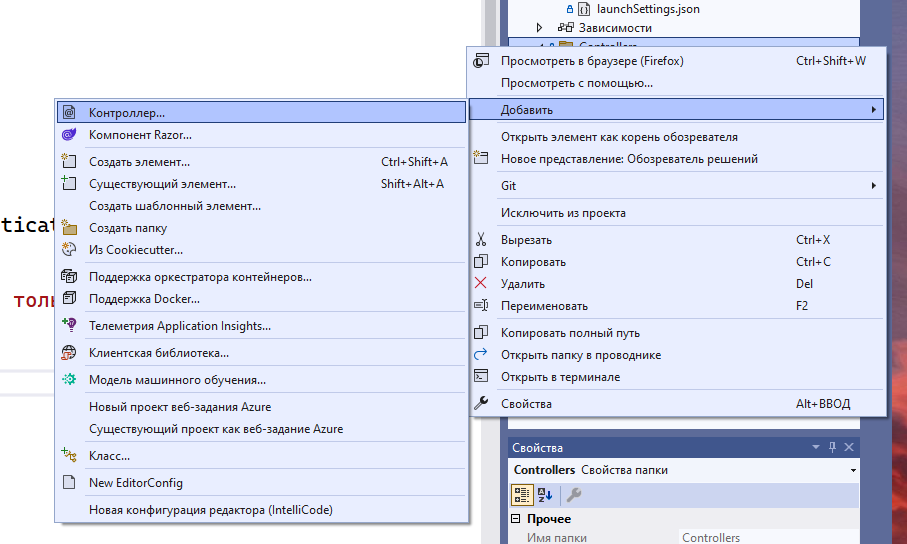 launchSettings.json
Зависимости
Controllers
Просмотреть в браузере (Firefox) Ctrl+Shift+W
Просмотреть с помощью...
Добавить
Открыть элемент как корень обозревателя
Новое представление: Обозреватель решений
Git
Исключить из проекта
Вырезать Ctrl+X
Копировать Ctrl+C
Удалить Del
Переименовать F2
Копировать полный путь
Открыть папку в проводнике
Открыть в терминале
Свойства Alt+ВВОД
Контроллер...
Компонент Razor...
Создать элемент... Ctrl+Shift+A
Существующий элемент... Shift+Alt+A
Создать шаблонный элемент...
Создать папку
Из Cookiecutter...
Поддержка оркестратора контейнеров...
Поддержка Docker...
Телеметрия Application Insights...
Клиентская библиотека...
Модель машинного обучения...
Новый проект веб-задания Azure
Существующий проект как веб-задание Azure
Класс...
New EditorConfig
Новая конфигурация редактора (IntelliCode)
ticat
толь
Свойства
Controllers Свойства папки
Прочее
Имя папки Controllers